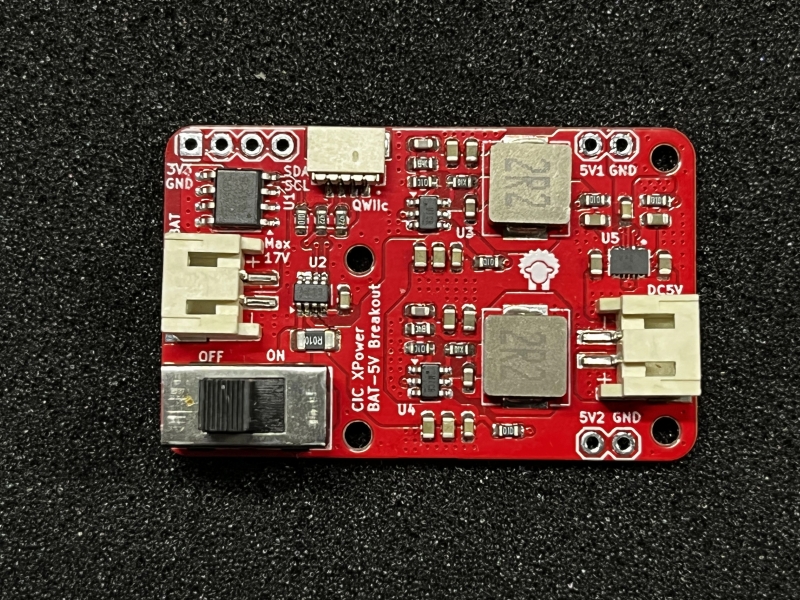 3V3
GND
SDA
SCL
U1
QWIIc
BAT
Max
17V
+
U2
R010
OFF ON
CIC XPower
BAT-5V Breakout
U3
2R2
5V1 GND
U5
DC5V
+
U4
2R2
5V2 GND